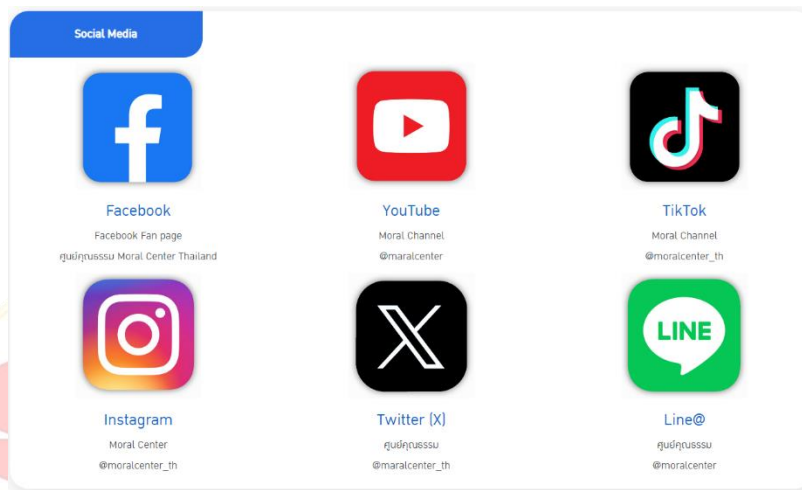 Social Media
Facebook
Facebook Fan page
ศูนย์คุณธรรม Moral Center Thailand
YouTube
Moral Channel
@maralcenter
TikTok
Moral Channel
@moralcenter_th
Instagram
Moral Center
@moralcenter_th
Twitter (X)
ศูนย์คุณธรรม
@maralcenter_th
LINE
Line@
ศูนย์คุณธรรม
@moralcenter